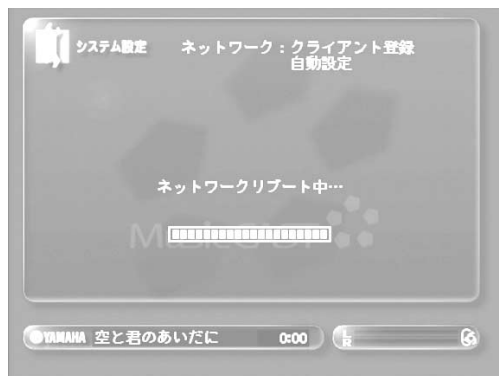 システム設定
ネットワーク：クライアント登録
自動設定
ネットワークリブート中…
YAMAHA 空と君のあいだに 0:00
L
R